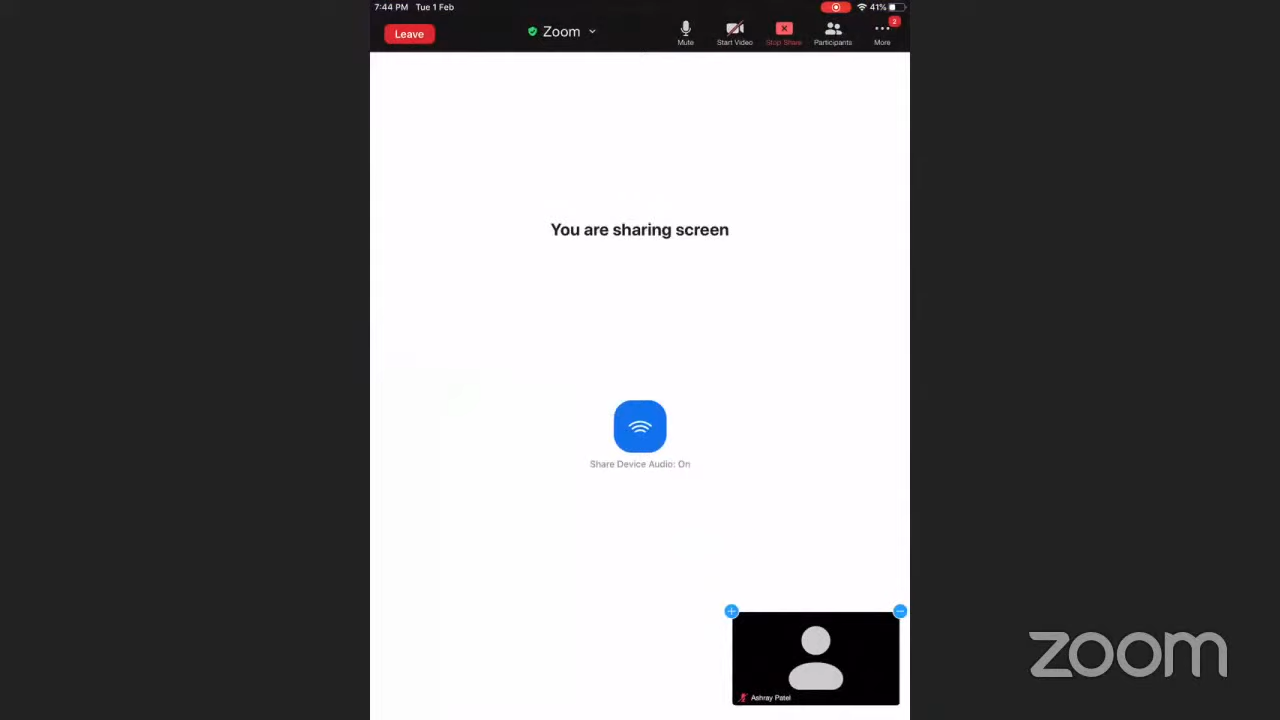 7:44 PM Tue 1 Feb
41%
Leave
Zoom
Mute
Start Video
Stop Share
Participants
2
More
You are sharing screen
Share Device Audio: On
Ashray Patel
zoom